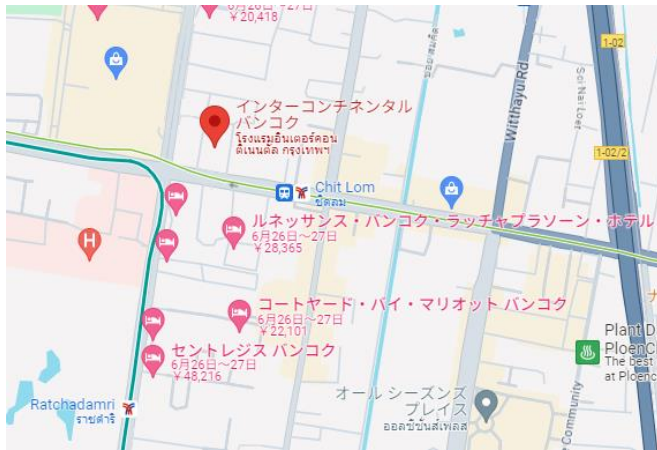 6月26日~27日
￥20,418
1-02
Witthayu Rd.
Soi Nai Loet
1-02/2
インターコンチネンタル
バンコク
โรงแรมอินเตอร์คอน
ติเนนตัล กรุงเทพฯ
Chit Lom
ชิดลม
ルネッサンス・バンコク・ラッチャプラソーン・ホテル
6月26日~27日
￥28,365
コートヤード・バイ・マリオット バンコク
6月26日~27日
￥22,101
セントレジス バンコク
6月26日~27日
￥48,216
Plant D
PloenC
The best
at Ploenc
Ratchadamri
ราชดำริ
オール シーズンズ
プレイス
ออลซีซันส์เพลส
Community